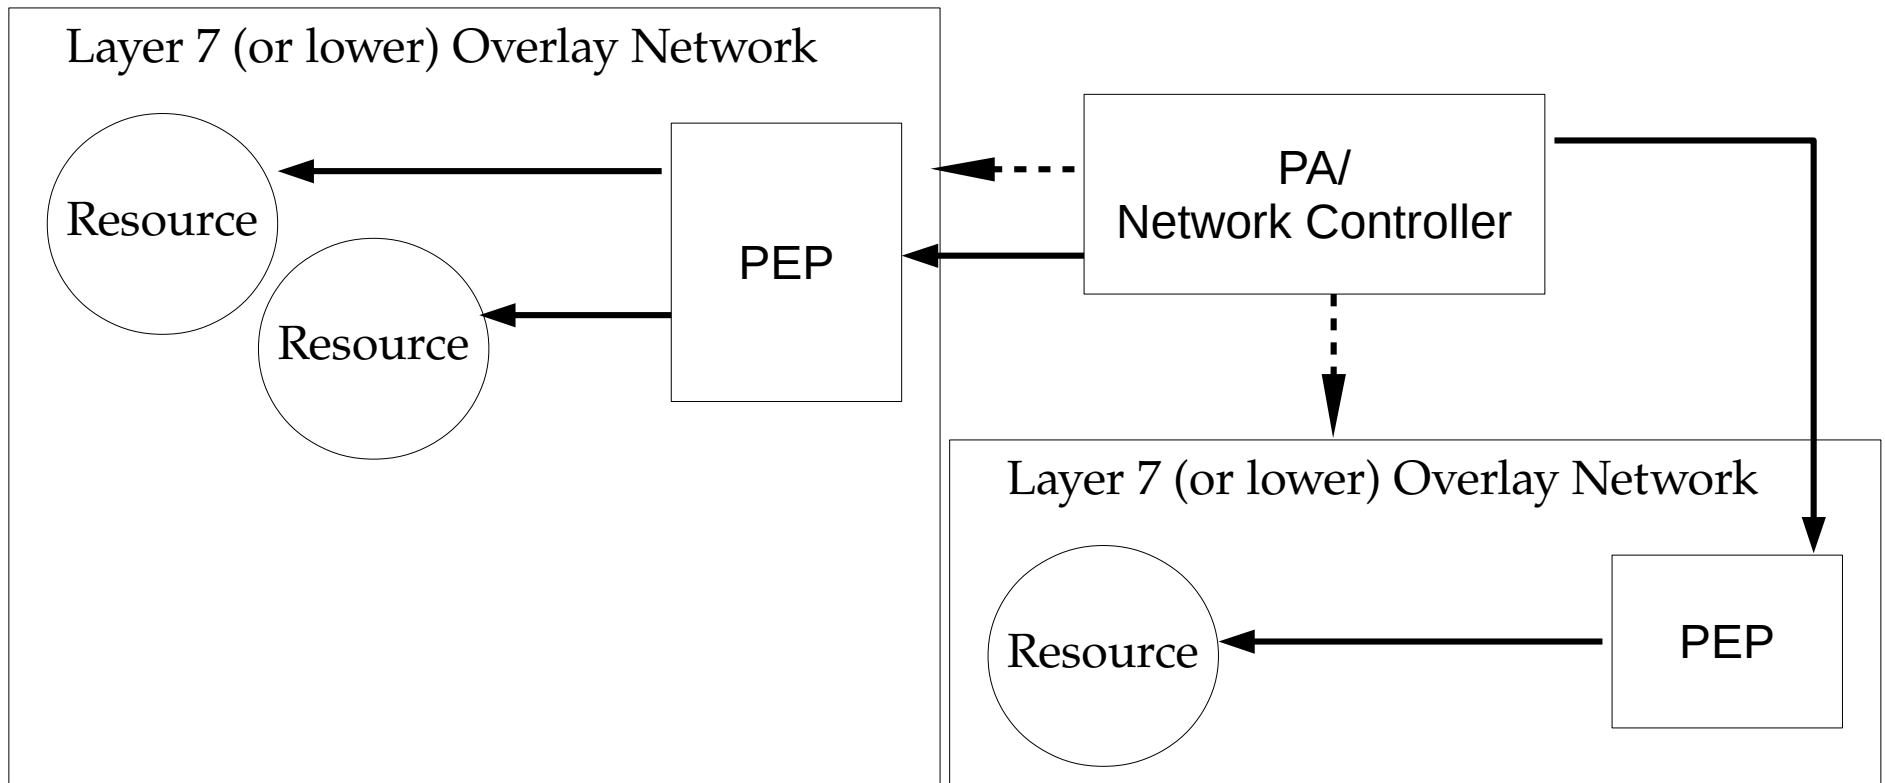 Layer 7 (or lower) Overlay Network
Resource
Resource
PEP
PA/
Network Controller
Layer 7 (or lower) Overlay Network
Resource
PEP